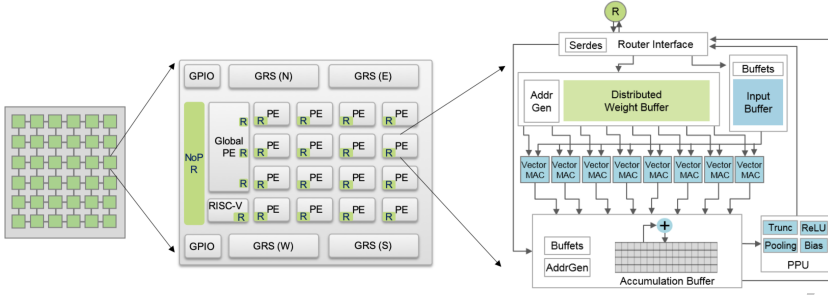 R
Serdes Router Interface
GPIO GRS (N) GRS (E)
Buffets
Addr
Gen
Distributed
Weight Buffer
Input
Buffer
NoP
R
Global
PE
R
R
R
R PE R PE R PE R PE
R PE R PE R PE R PE
R PE R PE R PE R PE
RISC-V
R
R PE R PE R PE R PE
GPIO GRS (W) GRS (S)
Vector
MAC
Vector
MAC
Vector
MAC
Vector
MAC
Vector
MAC
Vector
MAC
Vector
MAC
Vector
MAC
+
Buffets
AddrGen
Accumulation Buffer
Trunc ReLU
Pooling Bias
PPU